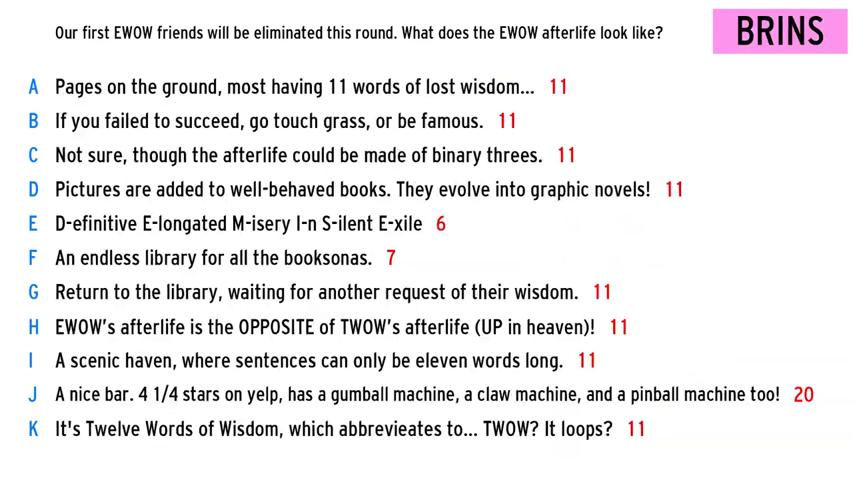 Our first EWOW friends will be eliminated this round. What does the EWOW afterlife look like?
BRINS
A Pages on the ground, most having 11 words of lost wisdom... 11
B If you failed to succeed, go touch grass, or be famous. 11
C Not sure, though the afterlife could be made of binary threes. 11
D Pictures are added to well-behaved books. They evolve into graphic novels! 11
E D-efinitive E-longated M-isery I-n S-ilent E-xile 6
F An endless library for all the booksonas. 7
G Return to the library, waiting for another request of their wisdom. 11
H EWOW's afterlife is the OPPOSITE of TWOW's afterlife (UP in heaven)! 11
I A scenic haven, where sentences can only be eleven words long. 11
J A nice bar. 4 1/4 stars on yelp, has a gumball machine, a claw machine, and a pinball machine too! 20
K It's Twelve Words of Wisdom, which abbrevieates to... TWOW? It loops? 11